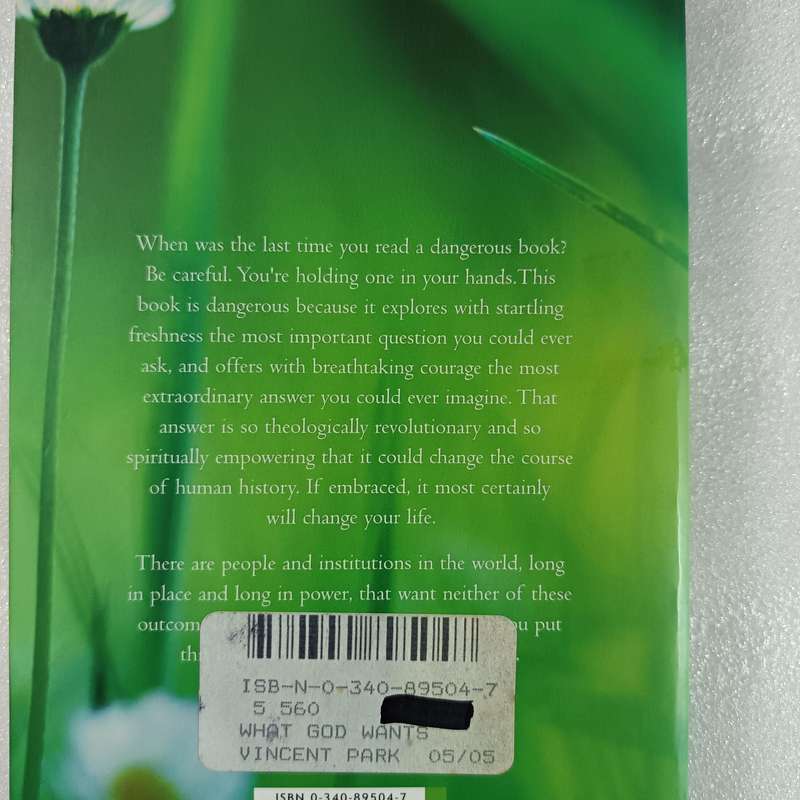 When was the last time you read a dangerous book?
Be careful. You're holding one in your hands.This
book is dangerous because it explores with startling
freshness the most important question you could ever
ask, and offers with breathtaking courage the most
extraordinary answer you could ever imagine. That
answer is so theologically revolutionary and so
spiritually empowering that it could change the course
of human history. If embraced, it most certainly
will change your life.
There are people and institutions in the world, long
in place and long in power, that want neither of these
put
ISB-N-0-340-89504-7
5 560
WHAT GOD WANTS
VINCENT PARK 05/05
ISBN 0-340-89504-7